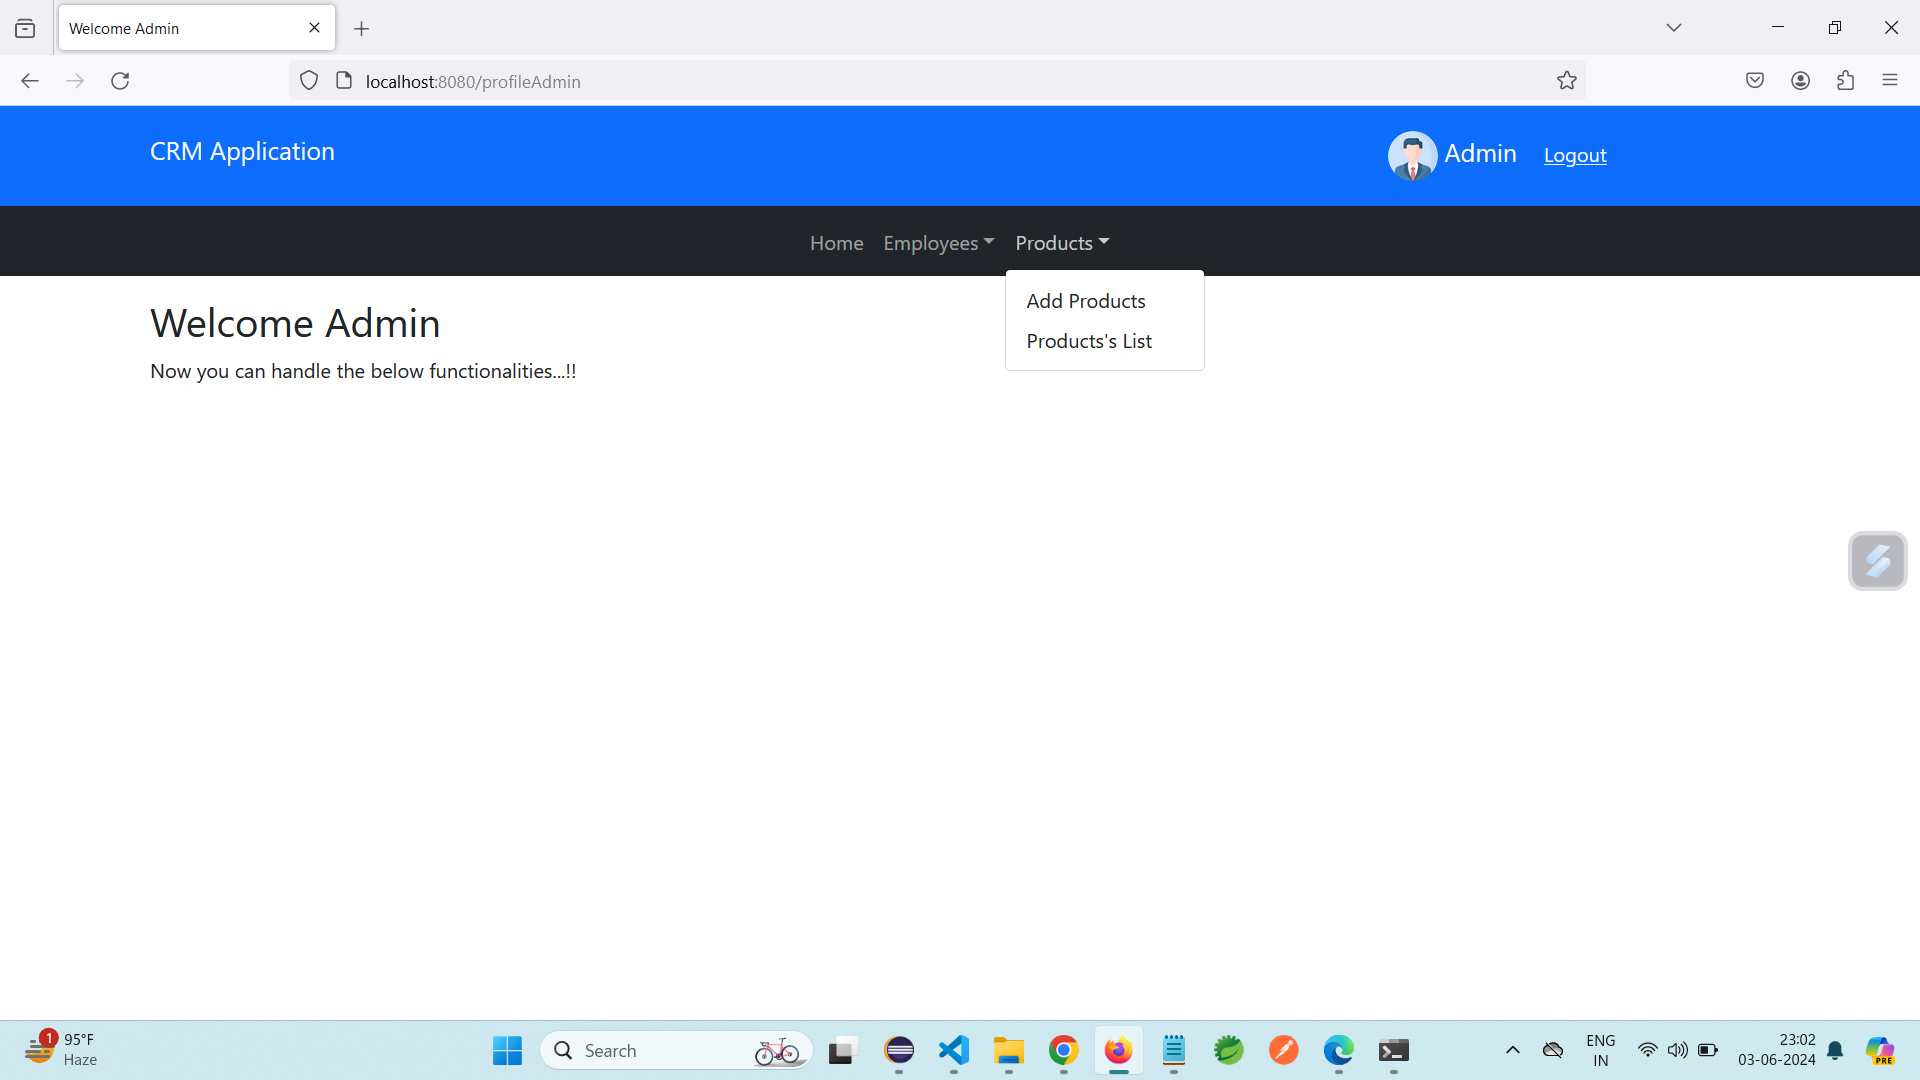 Welcome Admin
localhost:8080/profileAdmin
CRM Application
Admin
Logout
Home
Employees
Products
Add Products
Products's List
Welcome Admin
Now you can handle the below functionalities...!!
1
95°F
Haze
Search
ENG
IN
23:02
03-06-2024
PRE